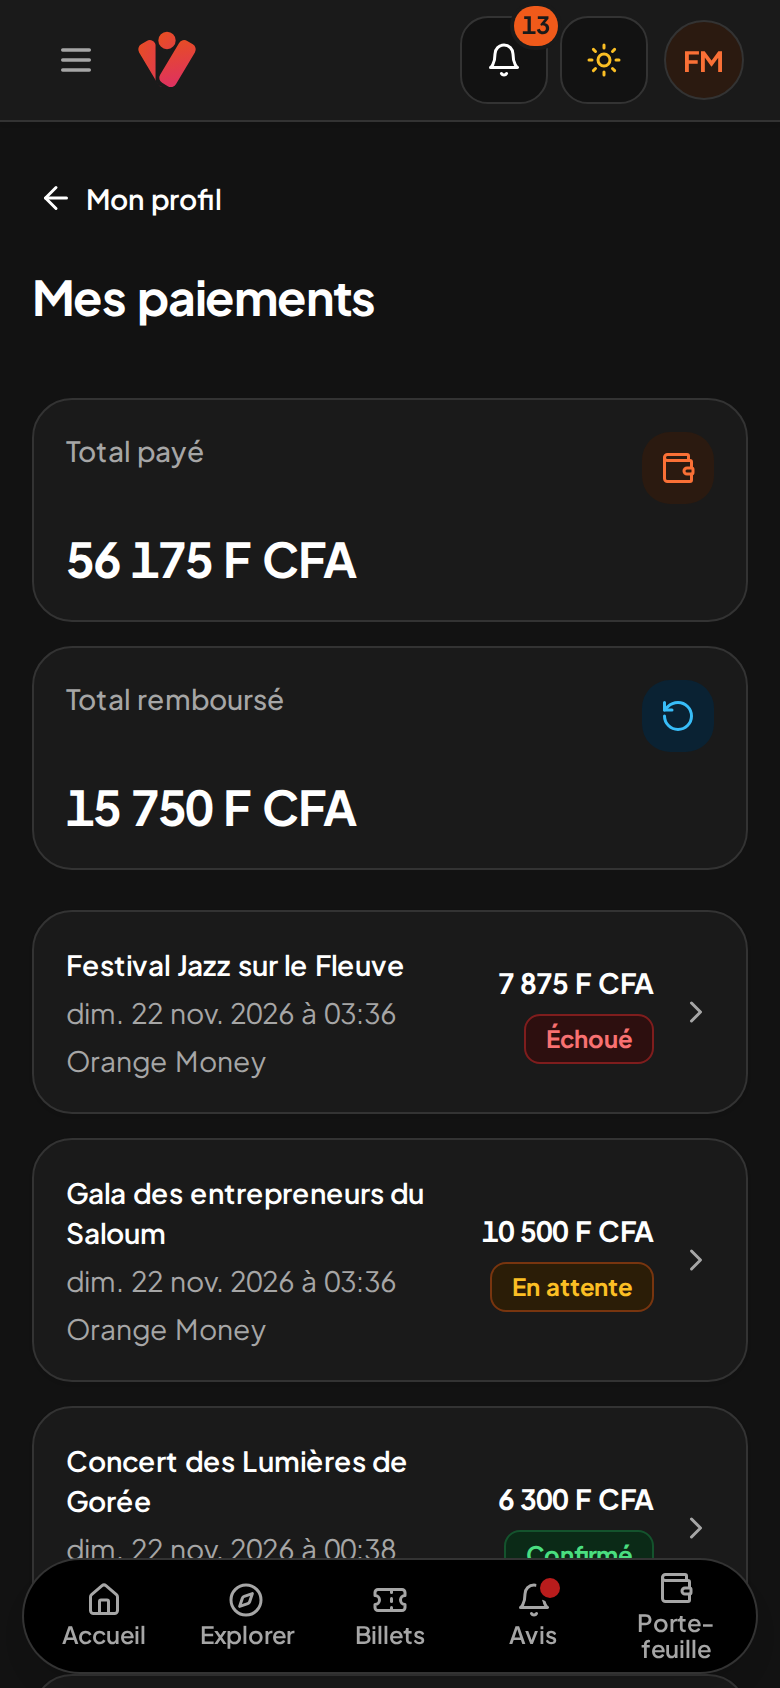 13
FM
Mon profil
Mes paiements
Total payé
56 175 F CFA
Total remboursé
15 750 F CFA
Festival Jazz sur le Fleuve
dim. 22 nov. 2026 à 03:36
Orange Money
7 875 F CFA
Échoué
Gala des entrepreneurs du
Saloum
dim. 22 nov. 2026 à 03:36
Orange Money
10 500 F CFA
En attente
Concert des Lumières de
Gorée
dim. 22 nov. 2026 à 00:38
6 300 F CFA
Confirmé
Accueil
Explorer
Billets
Avis
Porte-
feuille